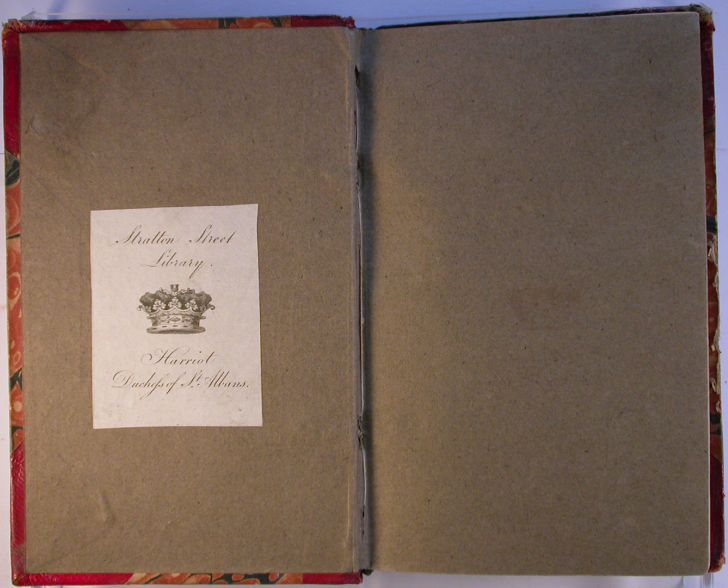 Stratton Street
Library.
Harriot
Ducheſs of St. Albans.